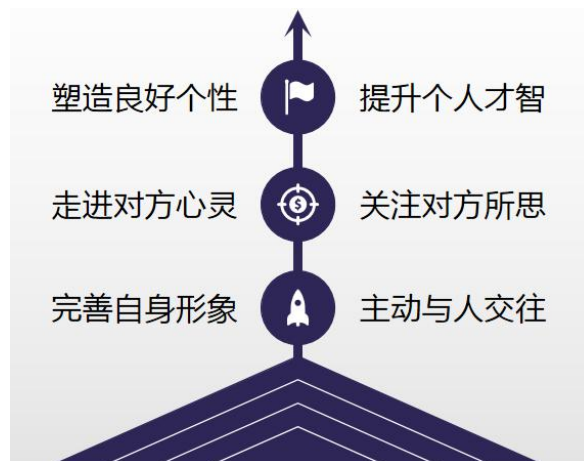 塑造良好个性
提升个人才智
走进对方心灵
关注对方所思
完善自身形象
主动与人交往